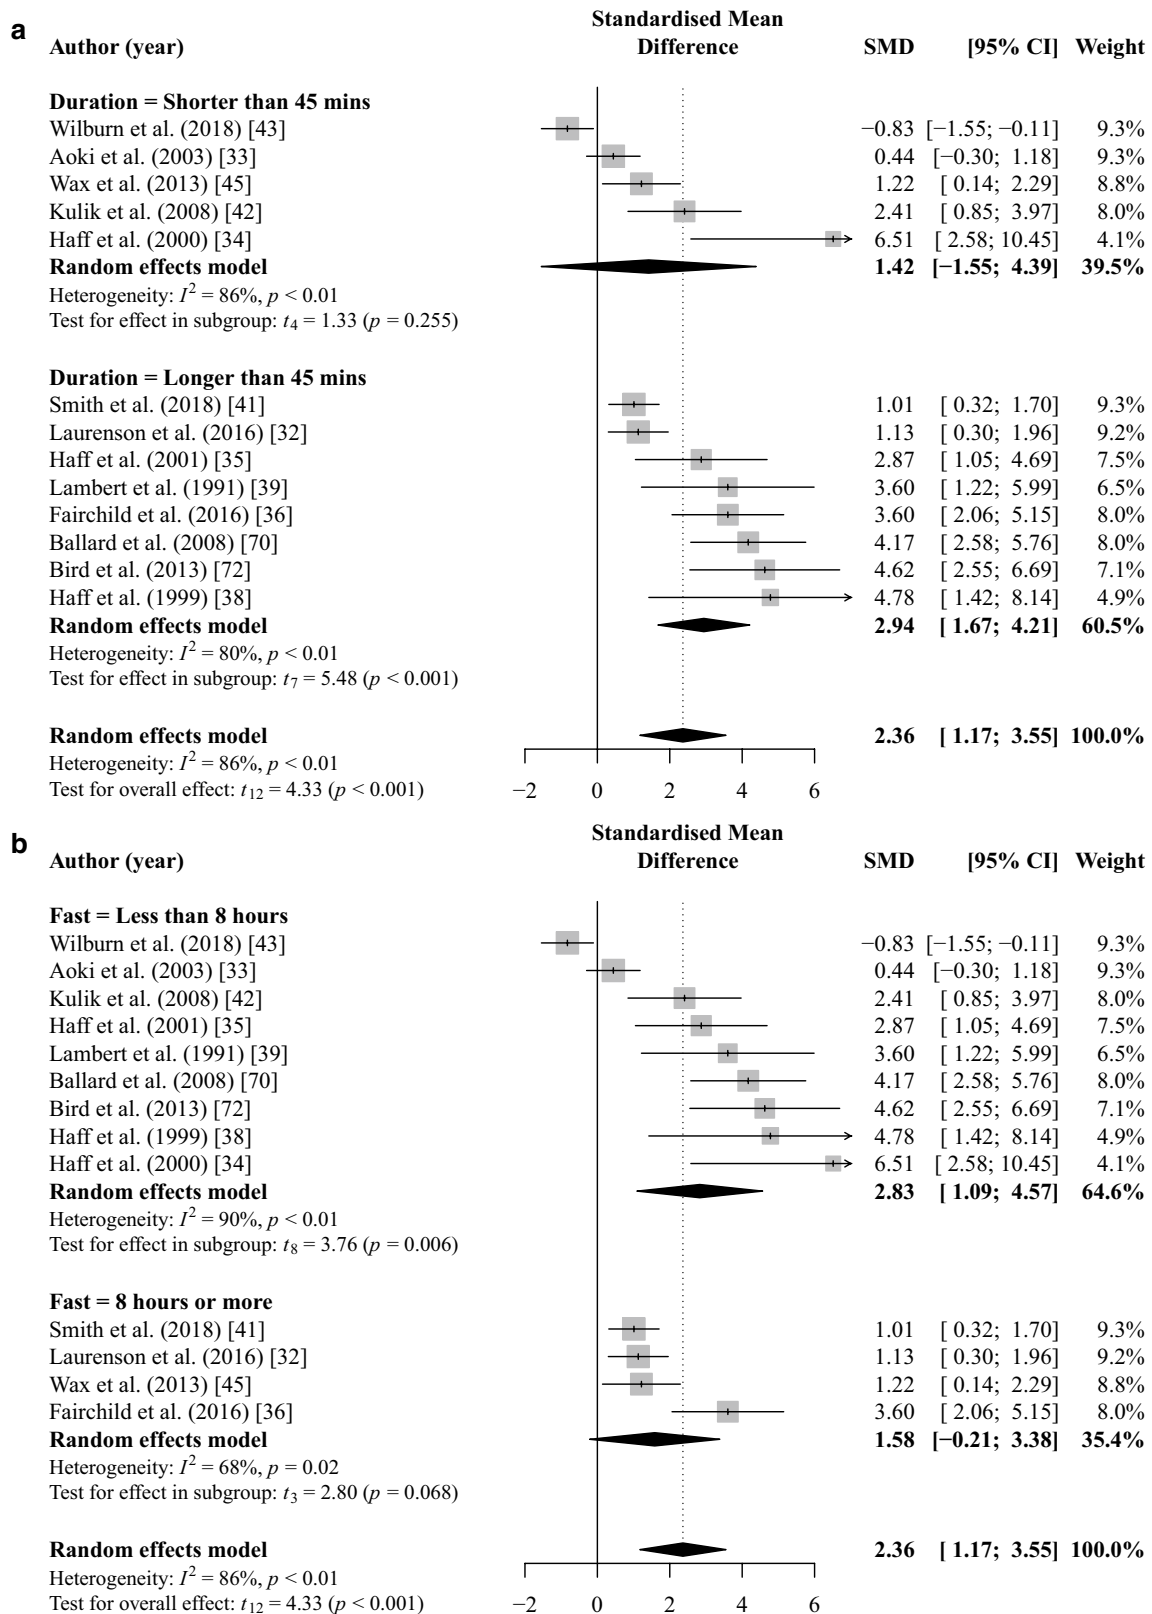 a
Standardised Mean
Author (year) Difference SMD [95% CI] Weight
Duration = Shorter than 45 mins
Wilburn et al. (2018) [43] −0.83 [−1.55; −0.11] 9.3%
Aoki et al. (2003) [33] 0.44 [−0.30; 1.18] 9.3%
Wax et al. (2013) [45] 1.22 [ 0.14; 2.29] 8.8%
Kulik et al. (2008) [42] 2.41 [ 0.85; 3.97] 8.0%
Haff et al. (2000) [34] 6.51 [ 2.58; 10.45] 4.1%
Random effects model 1.42 [−1.55; 4.39] 39.5%
Heterogeneity: I² = 86%, p < 0.01
Test for effect in subgroup: t₄ = 1.33 (p = 0.255)
Duration = Longer than 45 mins
Smith et al. (2018) [41] 1.01 [ 0.32; 1.70] 9.3%
Laurenson et al. (2016) [32] 1.13 [ 0.30; 1.96] 9.2%
Haff et al. (2001) [35] 2.87 [ 1.05; 4.69] 7.5%
Lambert et al. (1991) [39] 3.60 [ 1.22; 5.99] 6.5%
Fairchild et al. (2016) [36] 3.60 [ 2.06; 5.15] 8.0%
Ballard et al. (2008) [70] 4.17 [ 2.58; 5.76] 8.0%
Bird et al. (2013) [72] 4.62 [ 2.55; 6.69] 7.1%
Haff et al. (1999) [38] 4.78 [ 1.42; 8.14] 4.9%
Random effects model 2.94 [ 1.67; 4.21] 60.5%
Heterogeneity: I² = 80%, p < 0.01
Test for effect in subgroup: t₇ = 5.48 (p < 0.001)
Random effects model 2.36 [ 1.17; 3.55] 100.0%
Heterogeneity: I² = 86%, p < 0.01
Test for overall effect: t₁₂ = 4.33 (p < 0.001)
−2 0 2 4 6
b
Standardised Mean
Author (year) Difference SMD [95% CI] Weight
Fast = Less than 8 hours
Wilburn et al. (2018) [43] −0.83 [−1.55; −0.11] 9.3%
Aoki et al. (2003) [33] 0.44 [−0.30; 1.18] 9.3%
Kulik et al. (2008) [42] 2.41 [ 0.85; 3.97] 8.0%
Haff et al. (2001) [35] 2.87 [ 1.05; 4.69] 7.5%
Lambert et al. (1991) [39] 3.60 [ 1.22; 5.99] 6.5%
Ballard et al. (2008) [70] 4.17 [ 2.58; 5.76] 8.0%
Bird et al. (2013) [72] 4.62 [ 2.55; 6.69] 7.1%
Haff et al. (1999) [38] 4.78 [ 1.42; 8.14] 4.9%
Haff et al. (2000) [34] 6.51 [ 2.58; 10.45] 4.1%
Random effects model 2.83 [ 1.09; 4.57] 64.6%
Heterogeneity: I² = 90%, p < 0.01
Test for effect in subgroup: t₈ = 3.76 (p = 0.006)
Fast = 8 hours or more
Smith et al. (2018) [41] 1.01 [ 0.32; 1.70] 9.3%
Laurenson et al. (2016) [32] 1.13 [ 0.30; 1.96] 9.2%
Wax et al. (2013) [45] 1.22 [ 0.14; 2.29] 8.8%
Fairchild et al. (2016) [36] 3.60 [ 2.06; 5.15] 8.0%
Random effects model 1.58 [−0.21; 3.38] 35.4%
Heterogeneity: I² = 68%, p = 0.02
Test for effect in subgroup: t₃ = 2.80 (p = 0.068)
Random effects model 2.36 [ 1.17; 3.55] 100.0%
Heterogeneity: I² = 86%, p < 0.01
Test for overall effect: t₁₂ = 4.33 (p < 0.001)
−2 0 2 4 6